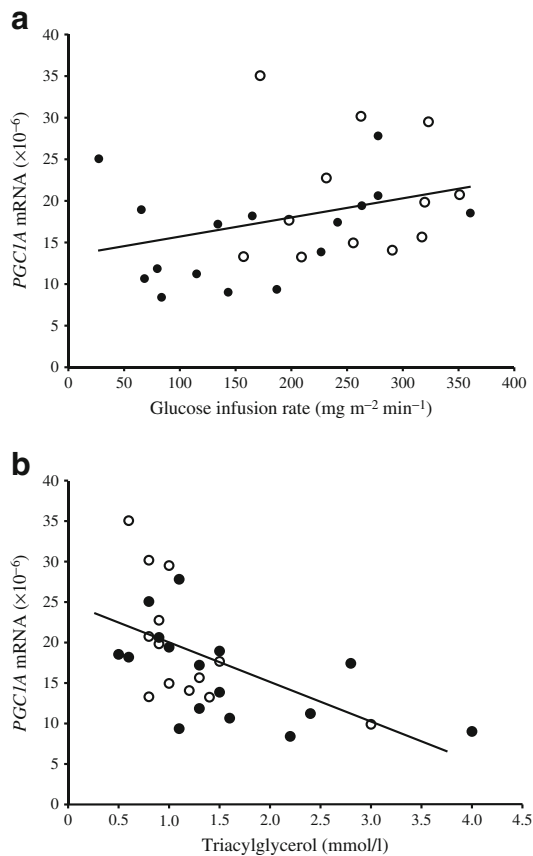 a
40
35
30
25
20
15
10
5
0
PGC1A mRNA (×10⁻⁶)
0 50 100 150 200 250 300 350 400
Glucose infusion rate (mg m⁻² min⁻¹)
b
40
35
30
25
20
15
10
5
0
PGC1A mRNA (×10⁻⁶)
0 0.5 1.0 1.5 2.0 2.5 3.0 3.5 4.0 4.5
Triacylglycerol (mmol/l)